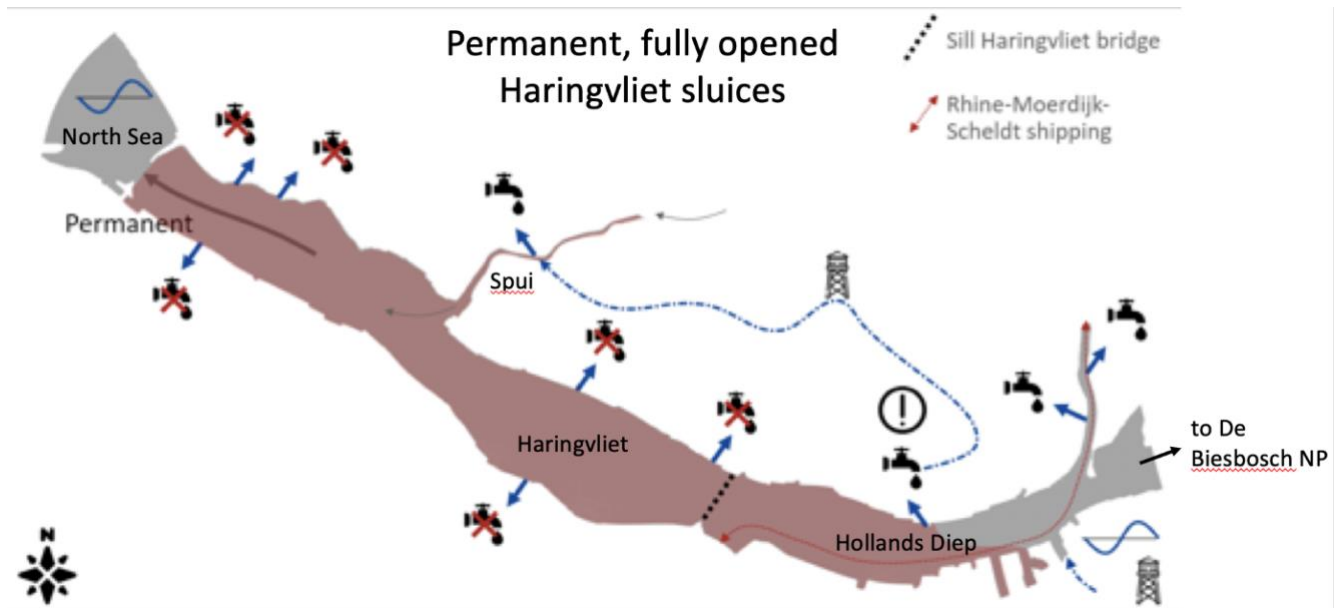 Permanent, fully opened
Haringvliet sluices
Sill Haringvliet bridge
Rhine-Moerdijk-
Scheldt shipping
North Sea
Permanent
Spui
Haringvliet
Hollands Diep
to De
Biesbosch NP
N